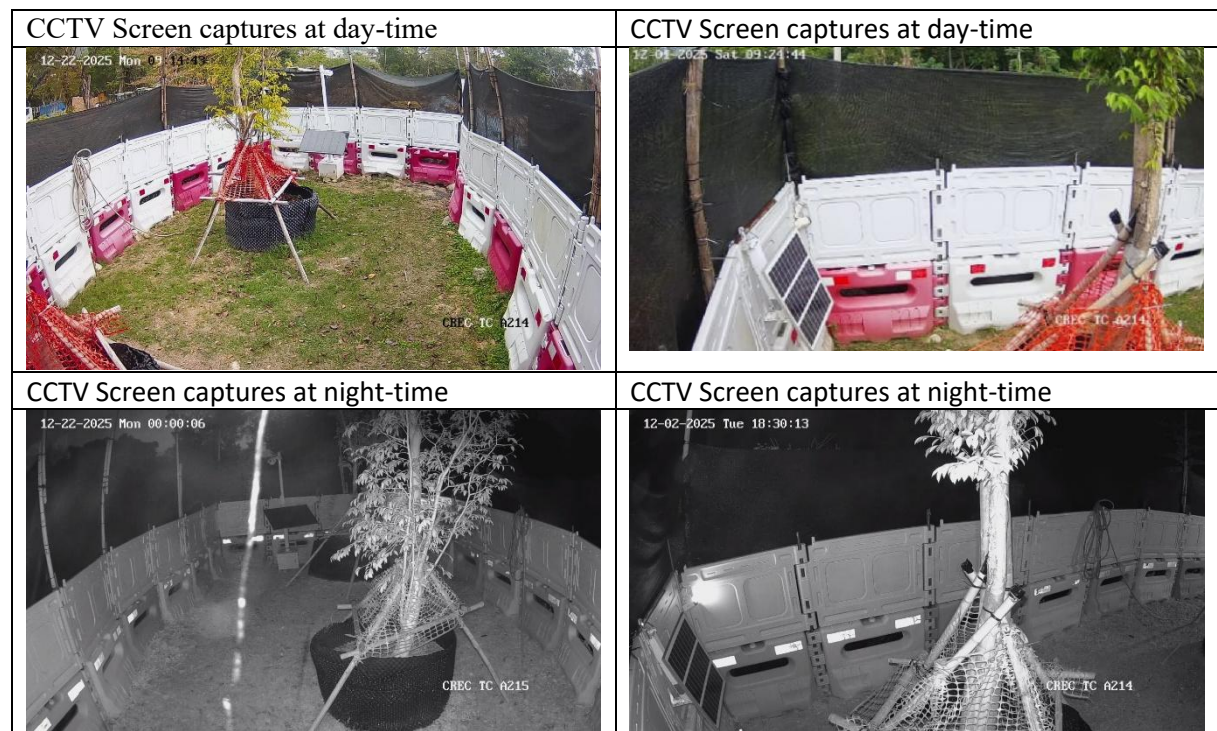 CCTV Screen captures at day-time
CCTV Screen captures at day-time
12-22-2025 Mon 09:14:43
CREC TC A214
12-01-2025 Sat 09:24:44
CREC TC A214
CCTV Screen captures at night-time
CCTV Screen captures at night-time
12-22-2025 Mon 00:00:06
CREC TC A215
12-02-2025 Tue 18:30:13
CREC TC A214